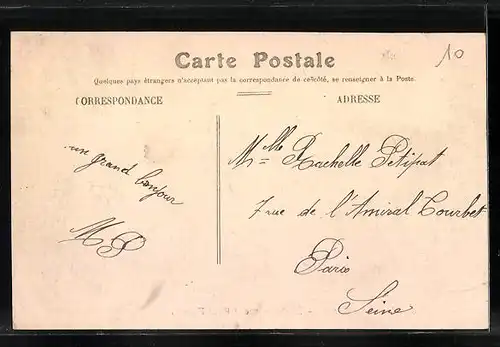 Carte Postale
Quelques pays étrangers n'acceptant pas la correspondance de ce côté, se renseigner à la Poste.
CORRESPONDANCE
ADRESSE
10
un grand bonjour
MP
Mlle Rachelle Petipat
7 rue de l'Amiral Courbet
Paris
Seine